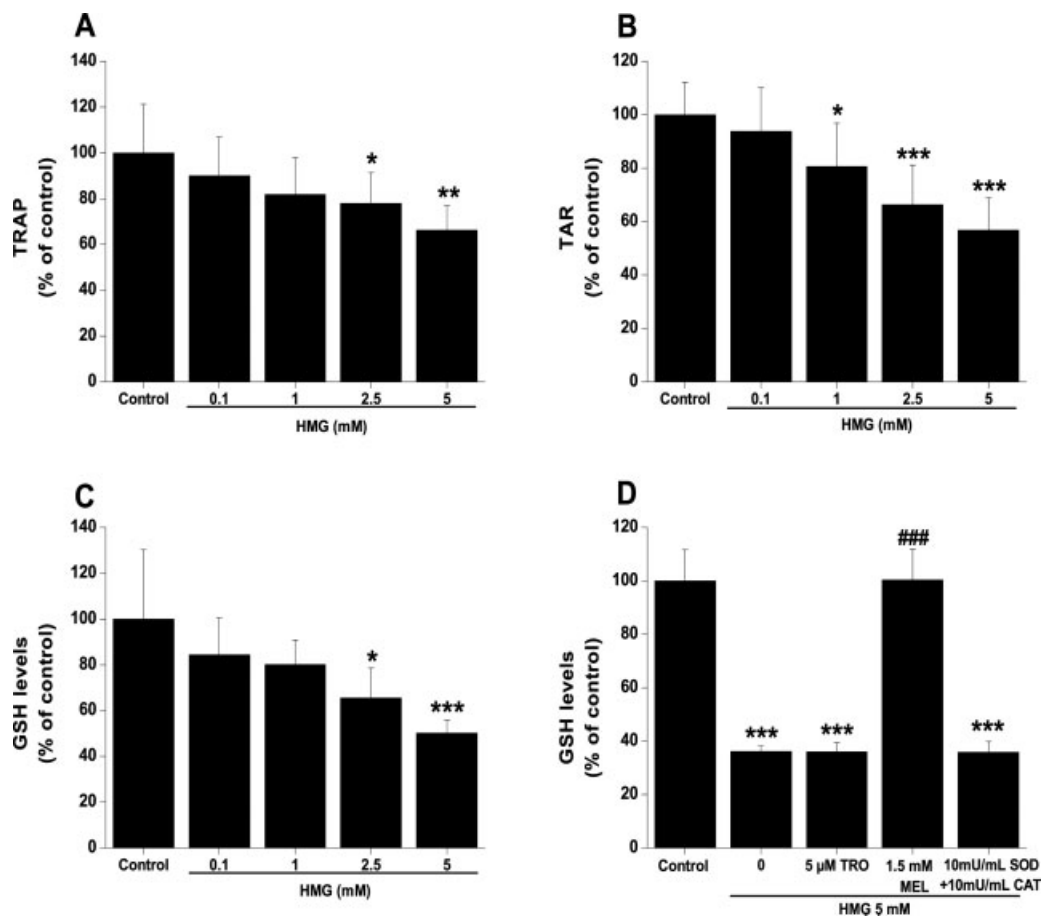 A
TRAP
(% of control)
140
120
100
80
60
40
20
0
*
**
Control
0.1
1
2.5
5
HMG (mM)
B
TAR
(% of control)
120
100
80
60
40
20
0
*
***
***
Control
0.1
1
2.5
5
HMG (mM)
C
GSH levels
(% of control)
140
120
100
80
60
40
20
0
*
***
Control
0.1
1
2.5
5
HMG (mM)
D
GSH levels
(% of control)
120
100
80
60
40
20
0
***
***
###
***
Control
0
5 µM TRO
1.5 mM
MEL
10mU/mL SOD
+10mU/mL CAT
HMG 5 mM